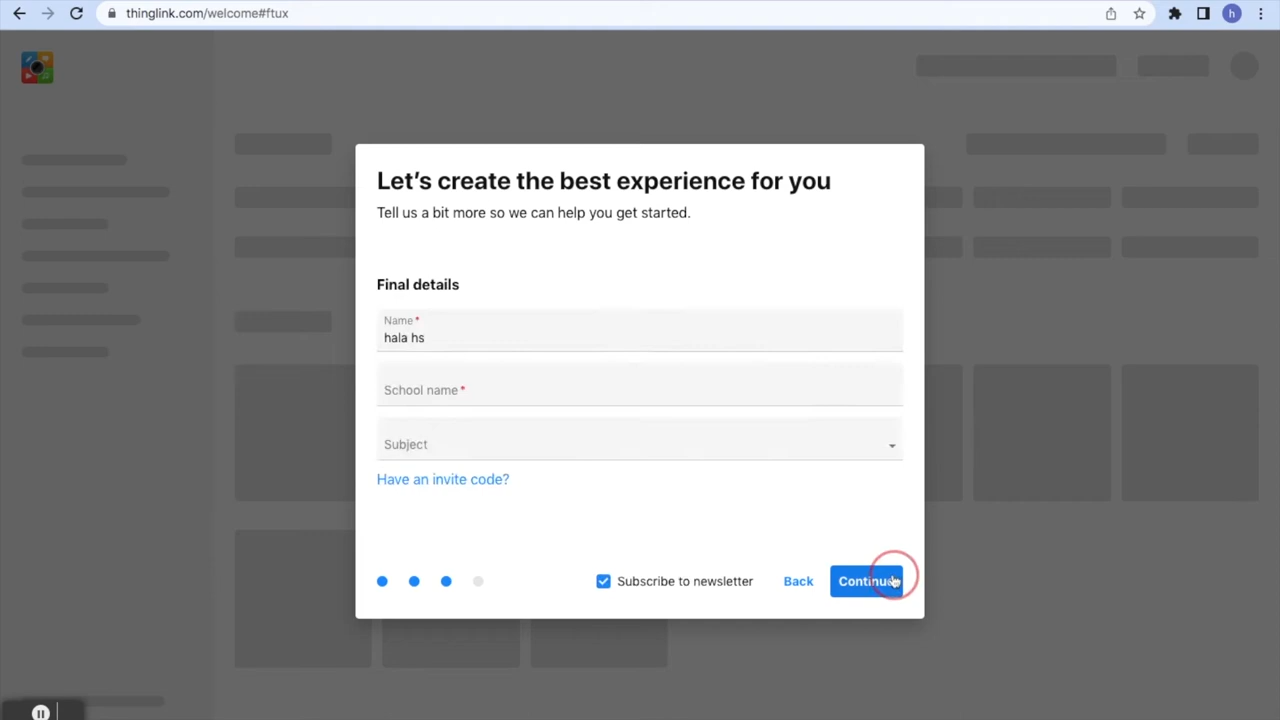 thinglink.com/welcome#ftux
h
Let's create the best experience for you
Tell us a bit more so we can help you get started.
Final details
Name*
hala hs
School name*
Subject
Have an invite code?
Subscribe to newsletter
Back
Continue